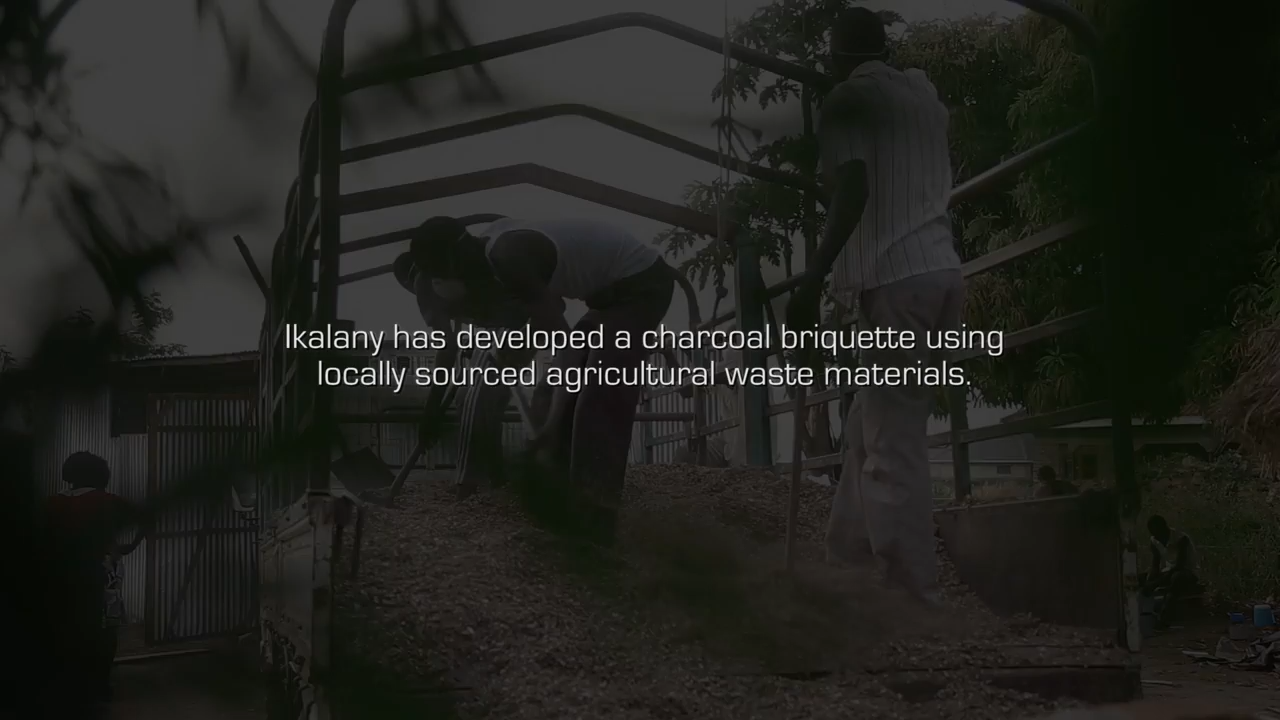 Ikalany has developed a charcoal briquette using
locally sourced agricultural waste materials.